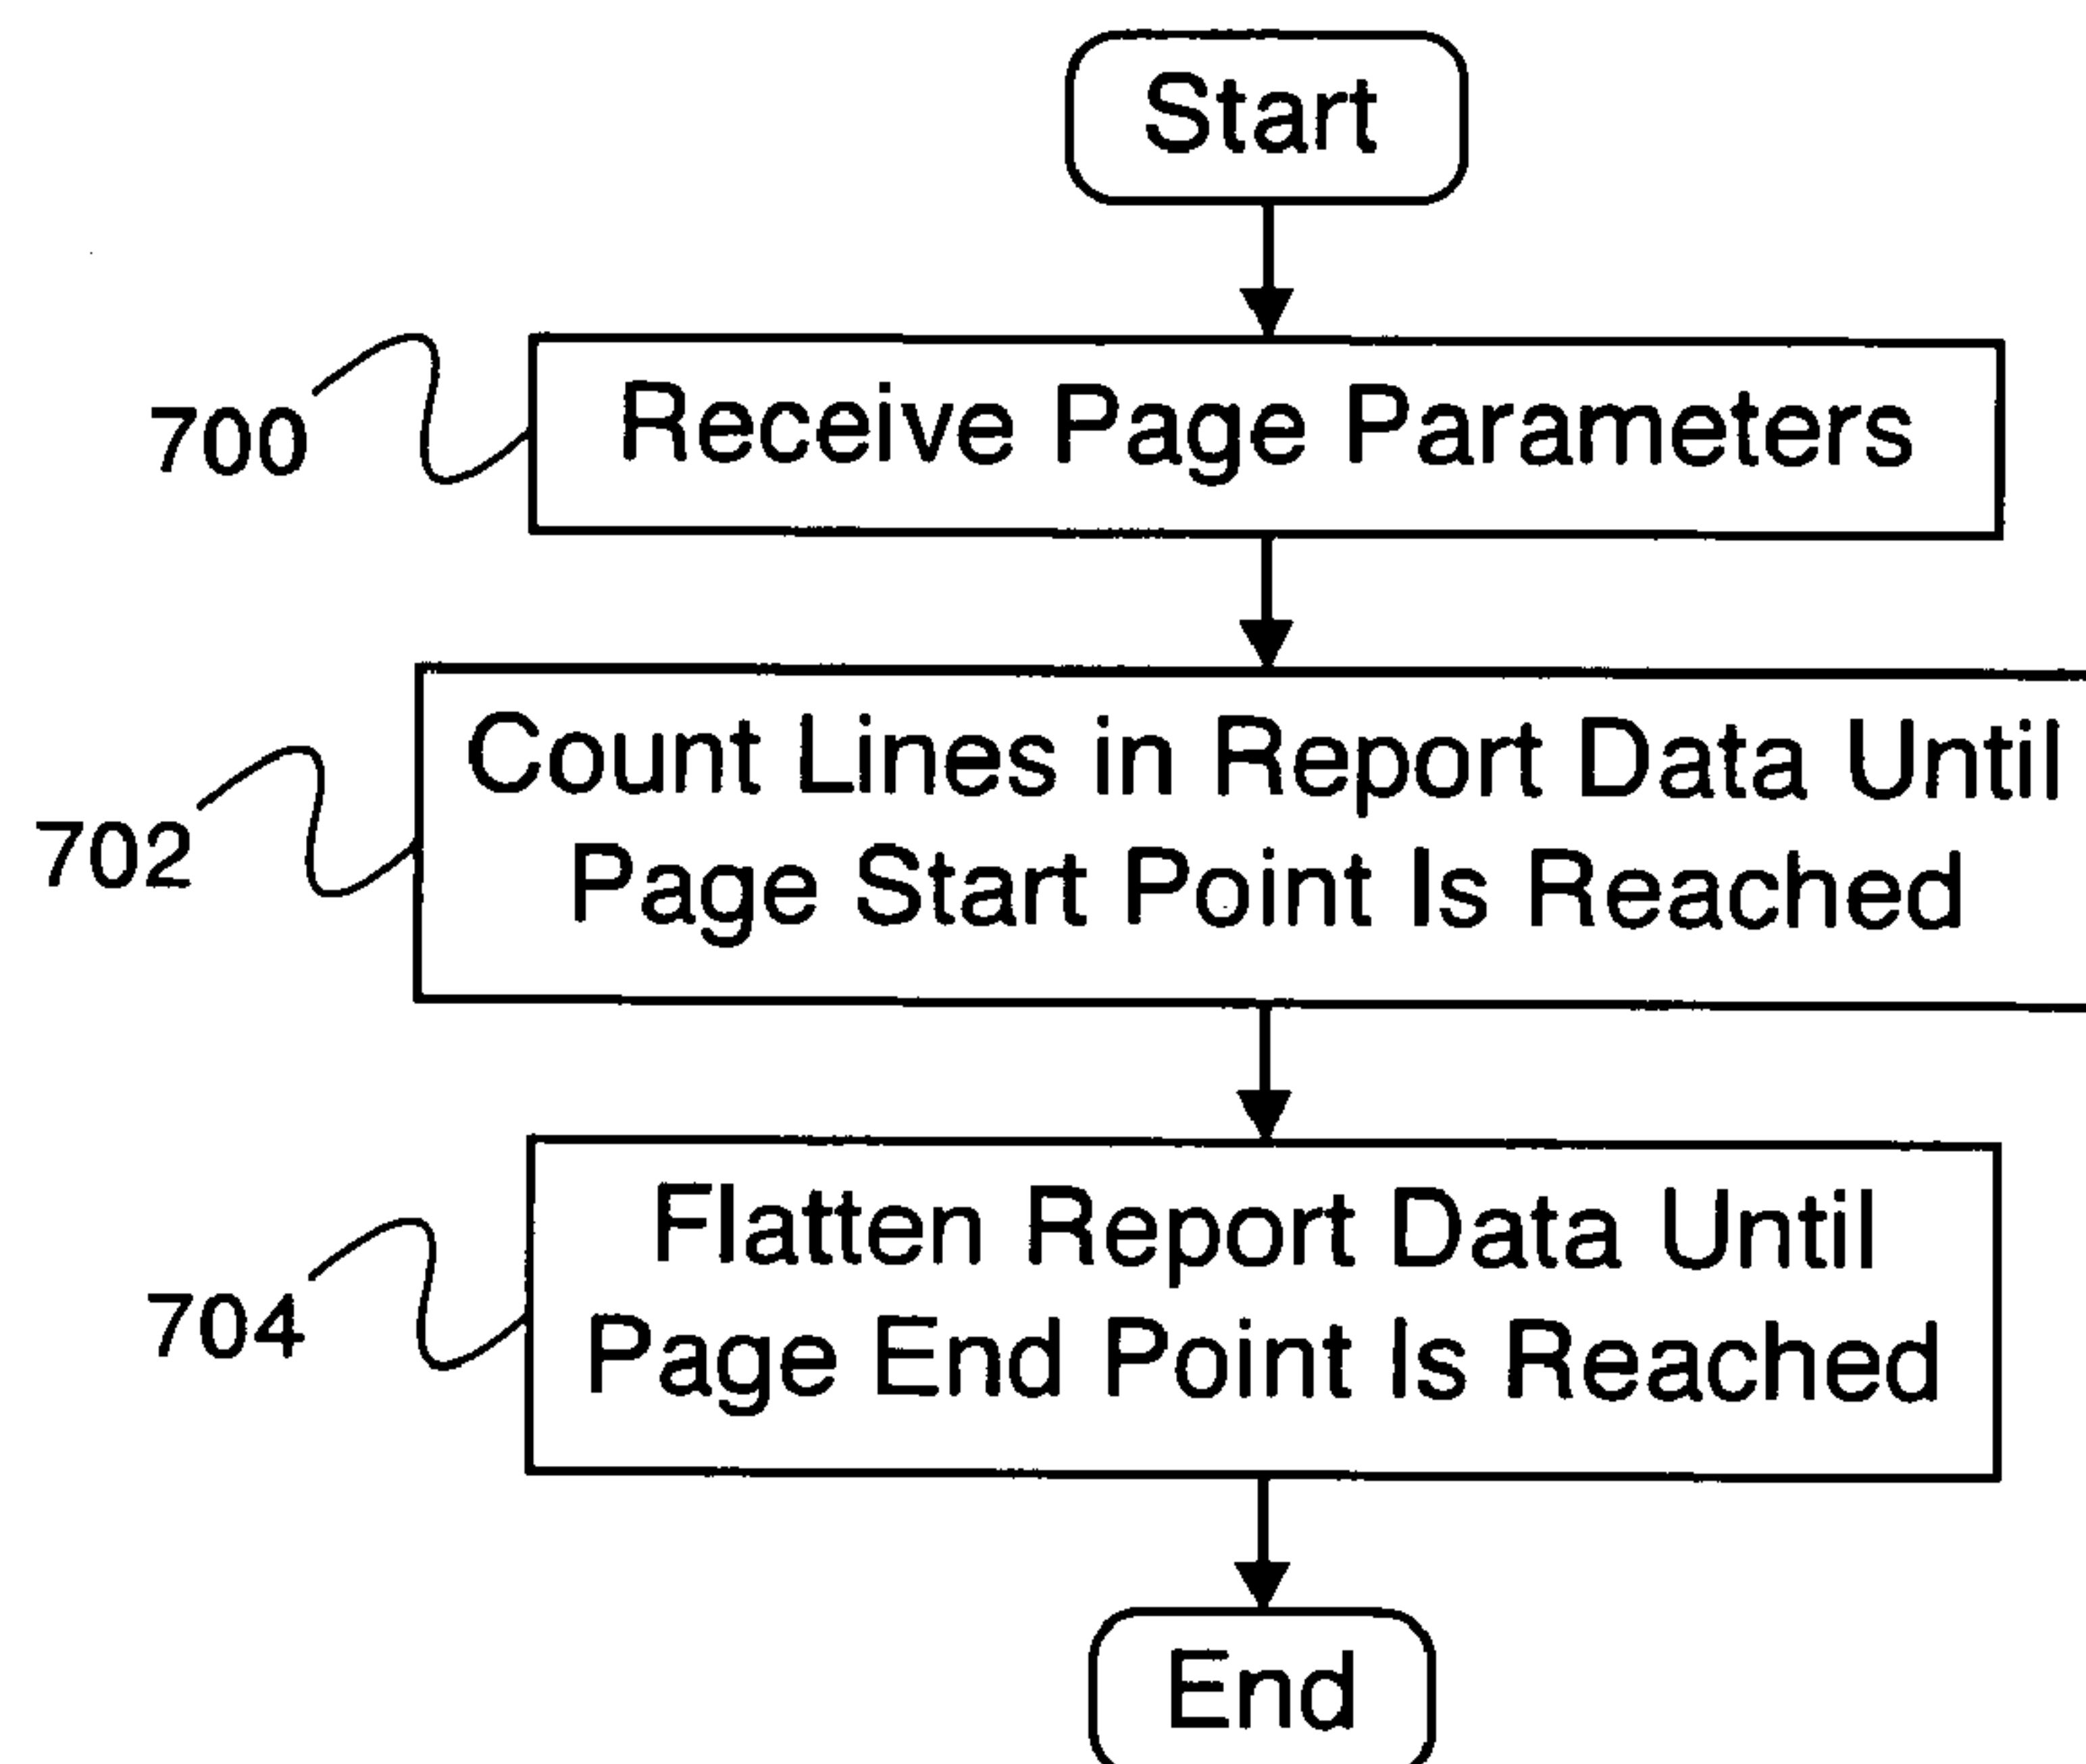 Start
700
Receive Page Parameters
702
Count Lines in Report Data Until
Page Start Point Is Reached
704
Flatten Report Data Until
Page End Point Is Reached
End